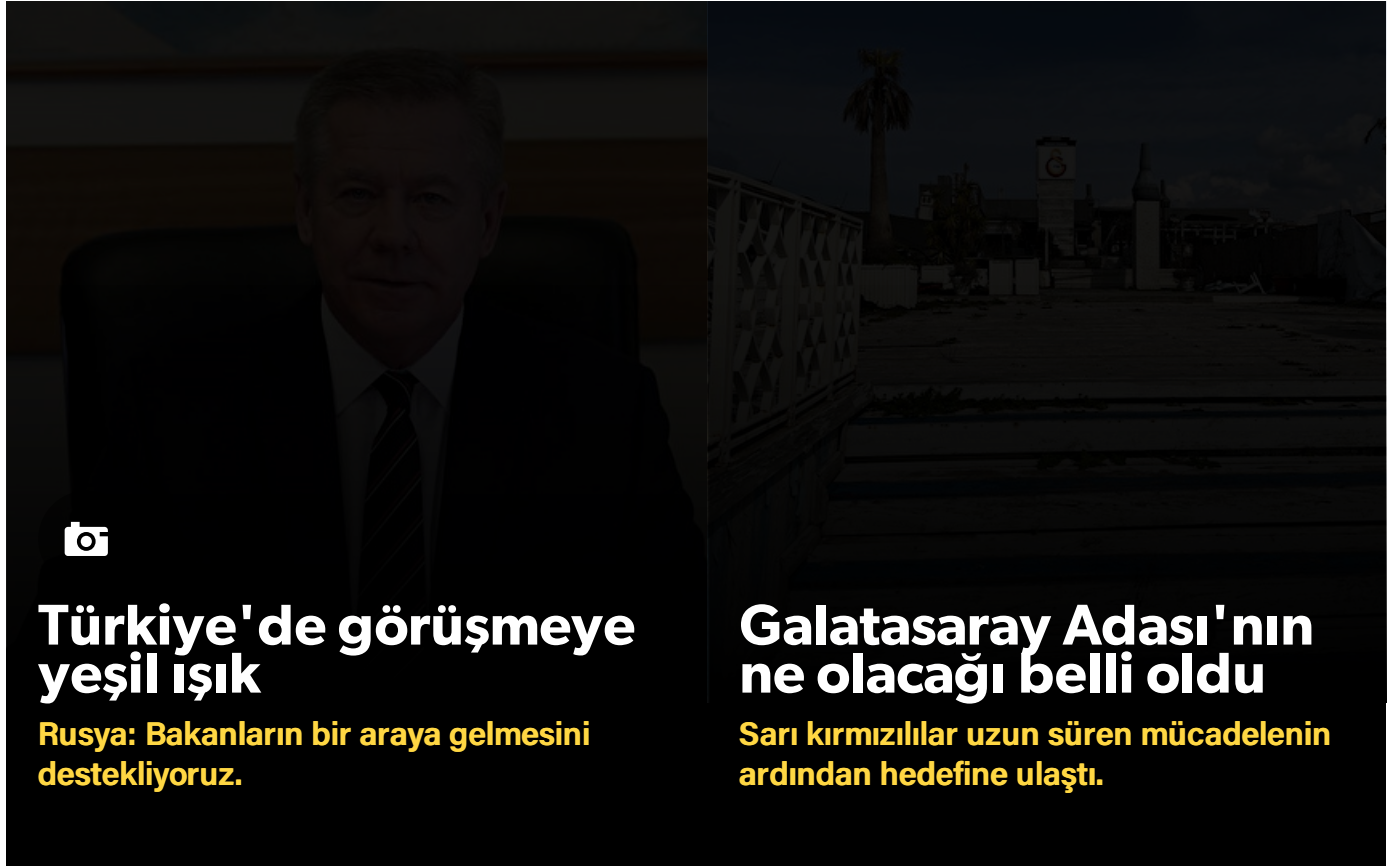 Türkiye'de görüşmeye
yeşil ışık
Rusya: Bakanların bir araya gelmesini
destekliyoruz.
Galatasaray Adası'nın
ne olacağı belli oldu
Sarı kırmızılılar uzun süren mücadelenin
ardından hedefine ulaştı.